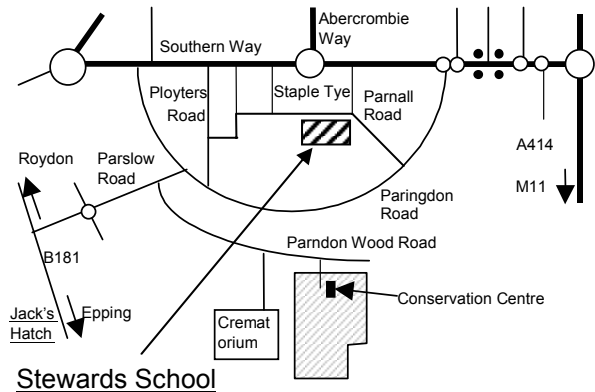 Abercrombie
Way
Southern Way
Ployters
Road
Staple Tye
Parnall
Road
A414
M11
Roydon
Parslow
Road
Paringdon
Road
Parndon Wood Road
B181
Jack's
Hatch
Epping
Cremat
orium
Conservation Centre
Stewards School